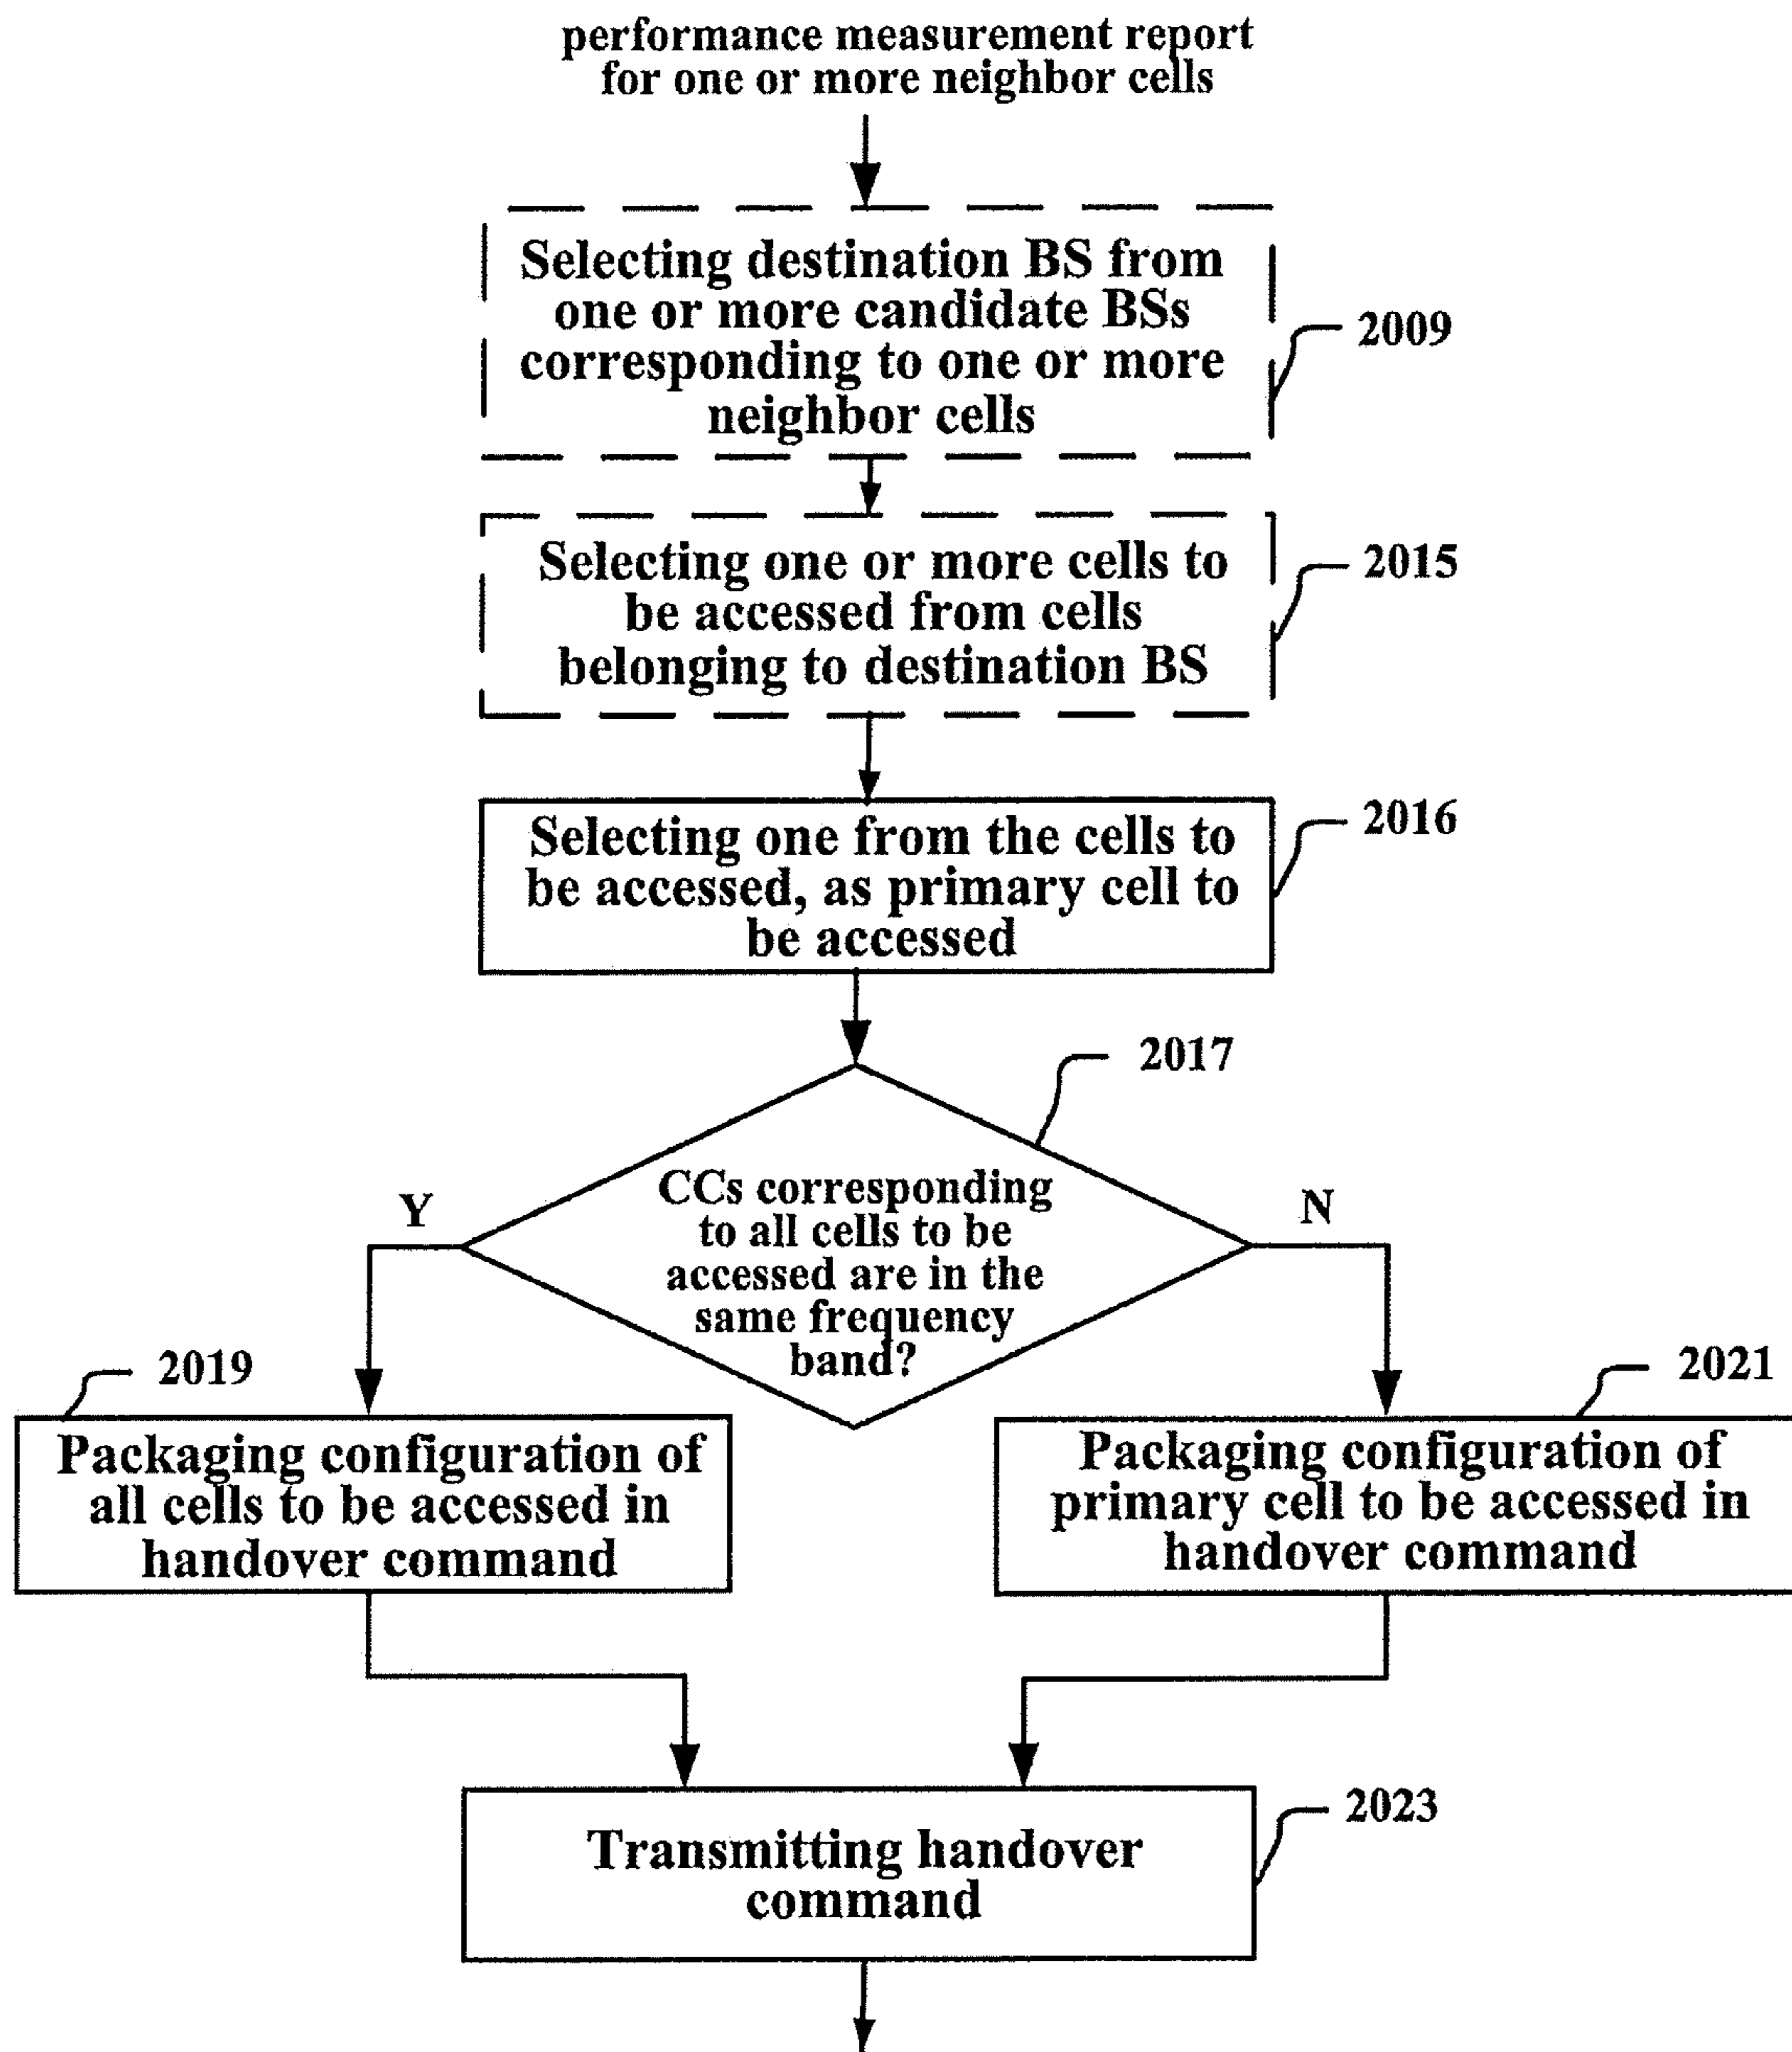 performance measurement report
for one or more neighbor cells
Selecting destination BS from
one or more candidate BSs
corresponding to one or more
neighbor cells
2009
Selecting one or more cells to
be accessed from cells
belonging to destination BS
2015
Selecting one from the cells to
be accessed, as primary cell to
be accessed
2016
2017
CCs corresponding
to all cells to be
accessed are in the
same frequency
band?
Y
N
2019
Packaging configuration of
all cells to be accessed in
handover command
2021
Packaging configuration of
primary cell to be accessed in
handover command
Transmitting handover
command
2023